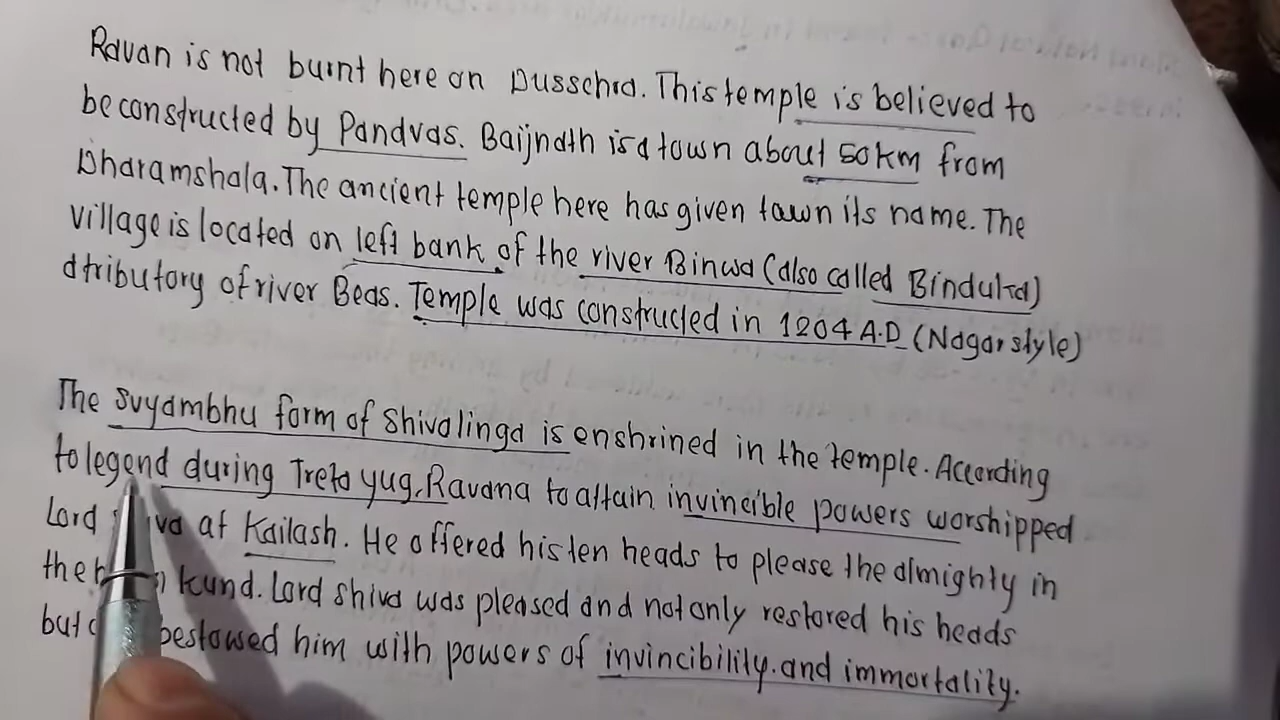 Ravan is not burnt here on Dusschra. This temple is believed to
be constructed by Pandvas. Baijnath is a town about 50 km from
Dharamshala. The ancient temple here has given town its name. The
village is located on left bank of the river Binwa (also called Binduka)
a tributory of river Beas. Temple was constructed in 1204 A.D (Nagar style)
The svyambhu form of Shivalinga is enshrined in the temple. According
to legend during Treta yug, Ravana to attain invincible powers worshipped
Lord at Kailash. He offered his ten heads to please the almighty in
the kund. Lord shiva was pleased and not only restored his heads
but bestowed him with powers of invincibility and immortality.